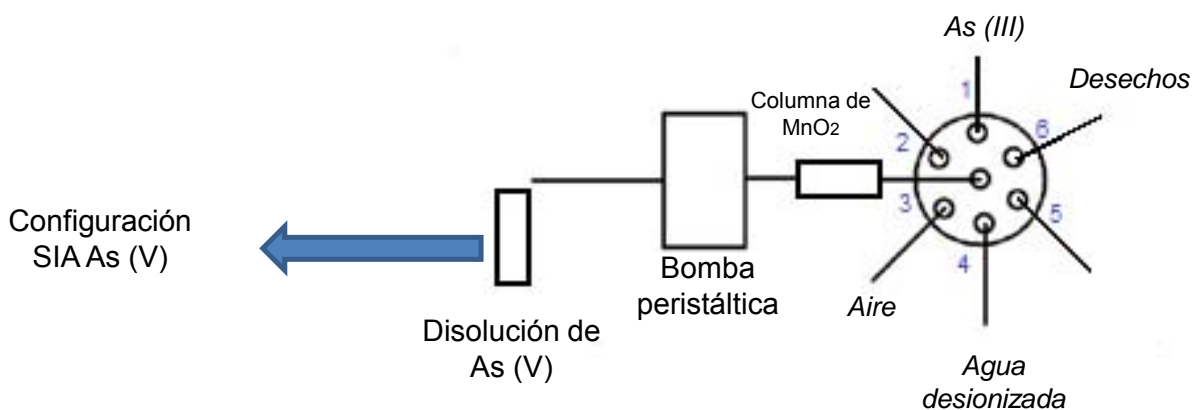 As (III)
Desechos
Columna de
MnO2
1
2
6
3
5
4
Configuración
SIA As (V)
Bomba
peristáltica
Aire
Disolución de
As (V)
Agua
desionizada